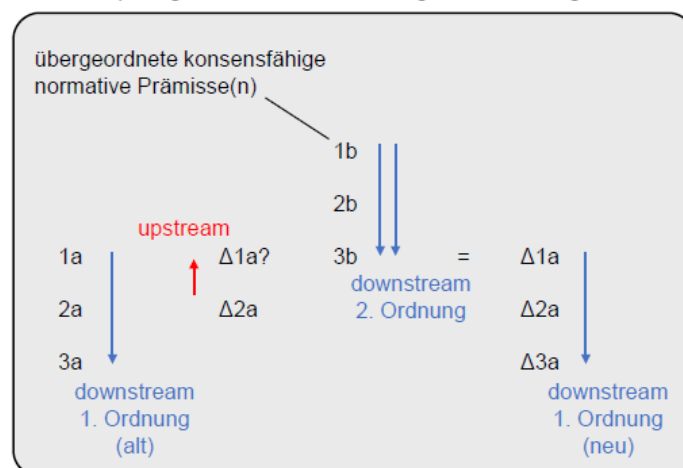 übergeordnete konsensfähige
normative Prämisse(n)
1b
2b
upstream
1a Δ1a? 3b = Δ1a
downstream
2. Ordnung
2a Δ2a Δ2a
3a Δ3a
downstream
1. Ordnung
(alt)
downstream
1. Ordnung
(neu)